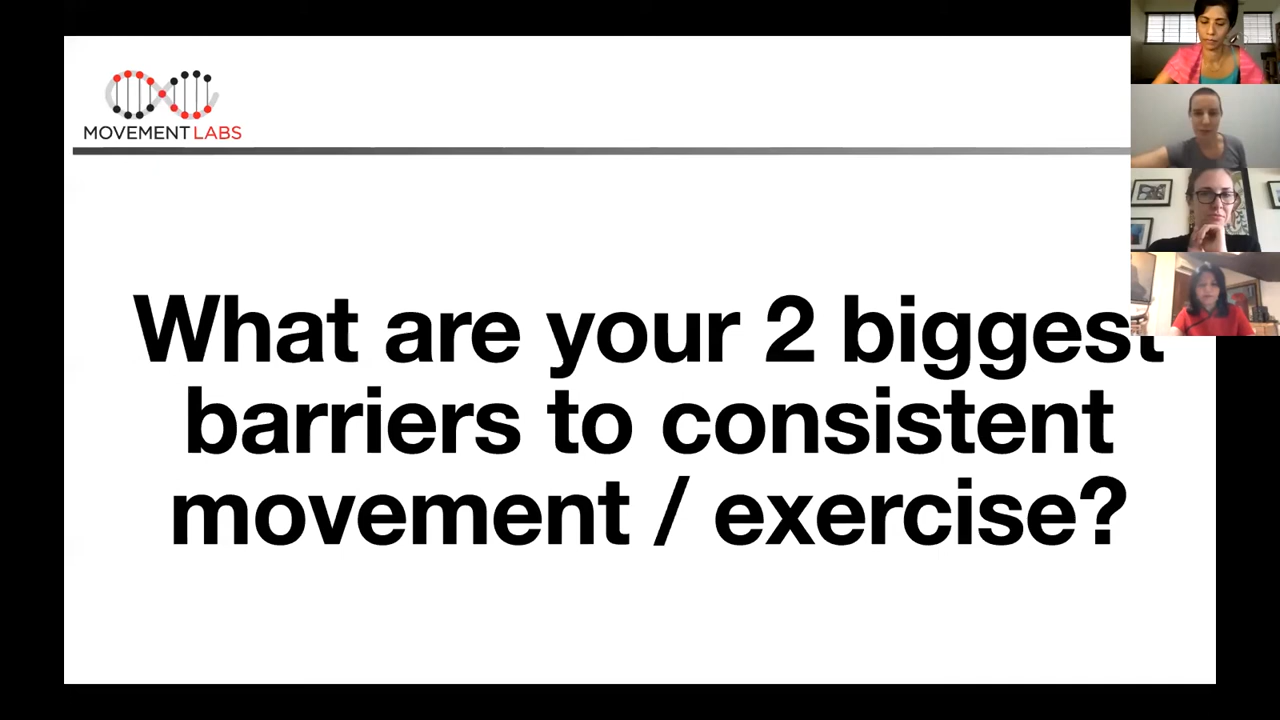 MOVEMENT LABS
What are your 2 biggest
barriers to consistent
movement / exercise?